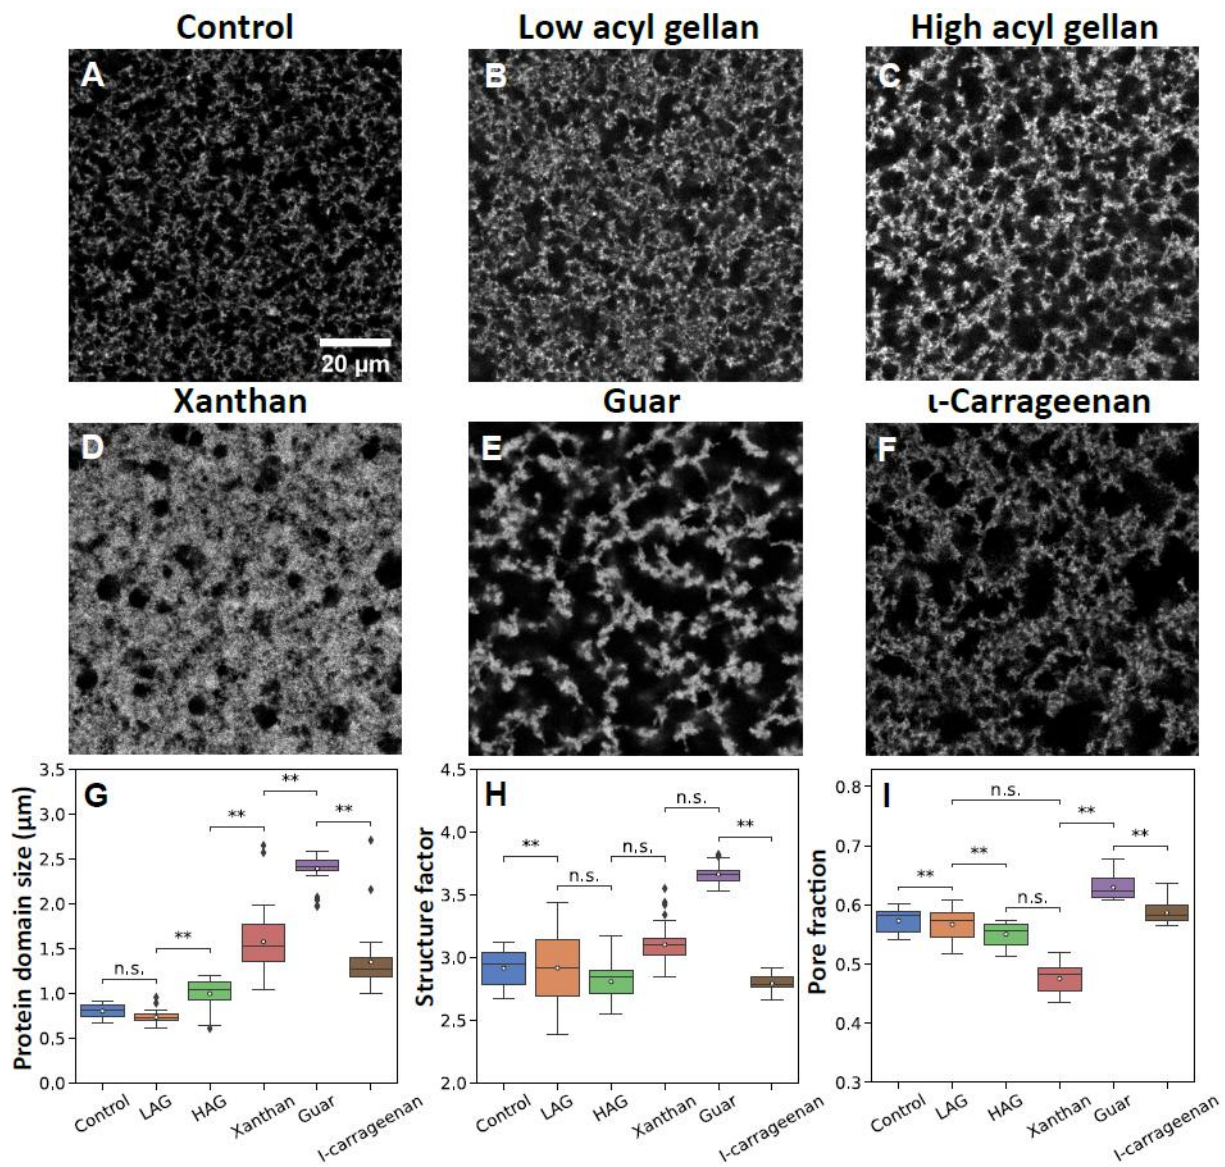 Control
Low acyl gellan
High acyl gellan
A
B
C
20 µm
Xanthan
Guar
ɩ-Carrageenan
D
E
F
G
Protein domain size (µm)
3.5
3.0
2.5
2.0
1.5
1.0
0.5
0.0
n.s.
**
**
**
**
Control
LAG
HAG
Xanthan
Guar
I-carrageenan
H
Structure factor
4.5
4.0
3.5
3.0
2.5
2.0
**
n.s.
n.s.
n.s.
**
Control
LAG
HAG
Xanthan
Guar
I-carrageenan
I
Pore fraction
0.8
0.7
0.6
0.5
0.4
0.3
**
**
n.s.
n.s.
**
**
Control
LAG
HAG
Xanthan
Guar
I-carrageenan